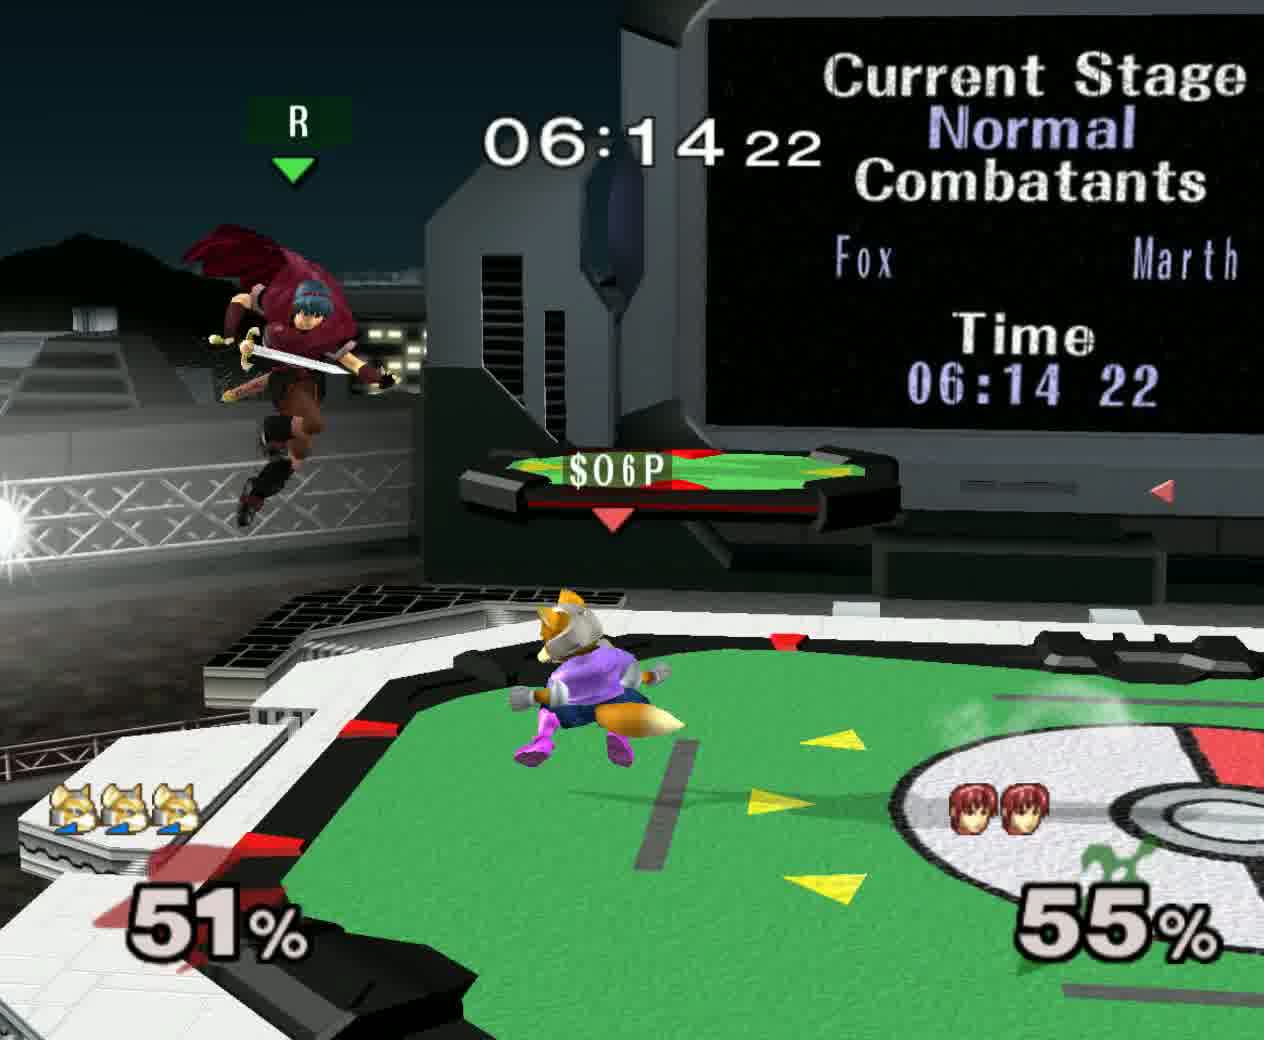 R
06:14 22
Current Stage
Normal
Combatants
Fox Marth
Time
06:14 22
$06P
51%
55%